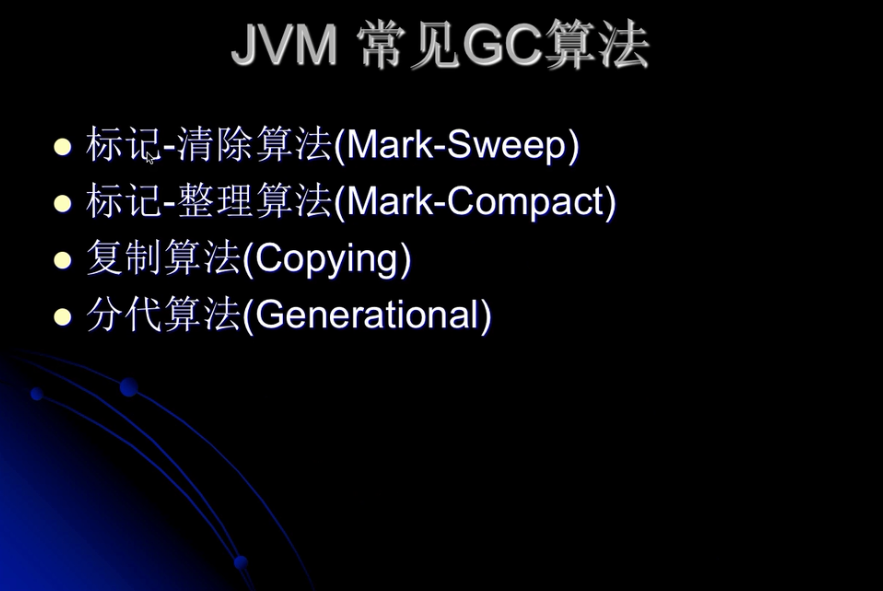 JVM 常见GC算法
标记-清除算法(Mark-Sweep)
标记-整理算法(Mark-Compact)
复制算法(Copying)
分代算法(Generational)